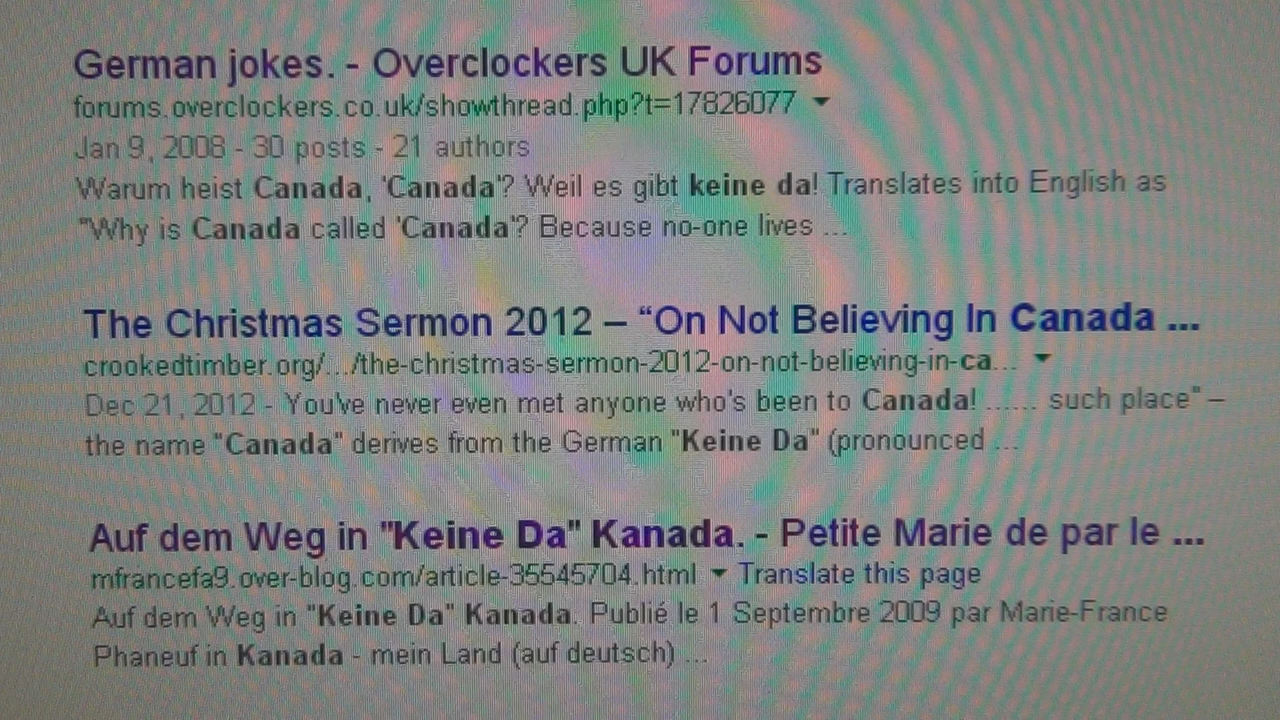 German jokes. - Overclockers UK Forums
forums.overclockers.co.uk/showthread.php?t=17826077
Jan 9, 2008 - 30 posts - 21 authors
Warum heist Canada, 'Canada'? Weil es gibt keine da! Translates into English as
"Why is Canada called 'Canada'? Because no-one lives ...
The Christmas Sermon 2012 – “On Not Believing In Canada ...
crookedtimber.org/.../the-christmas-sermon-2012-on-not-believing-in-ca...
Dec 21, 2012 - You've never even met anyone who's been to Canada! ...... such place" –
the name "Canada" derives from the German "Keine Da" (pronounced ...
Auf dem Weg in "Keine Da" Kanada. - Petite Marie de par le ...
mfrancefa9.over-blog.com/article-35545704.html Translate this page
Auf dem Weg in "Keine Da" Kanada. Publié le 1 Septembre 2009 par Marie-France
Phaneuf in Kanada - mein Land (auf deutsch) ...